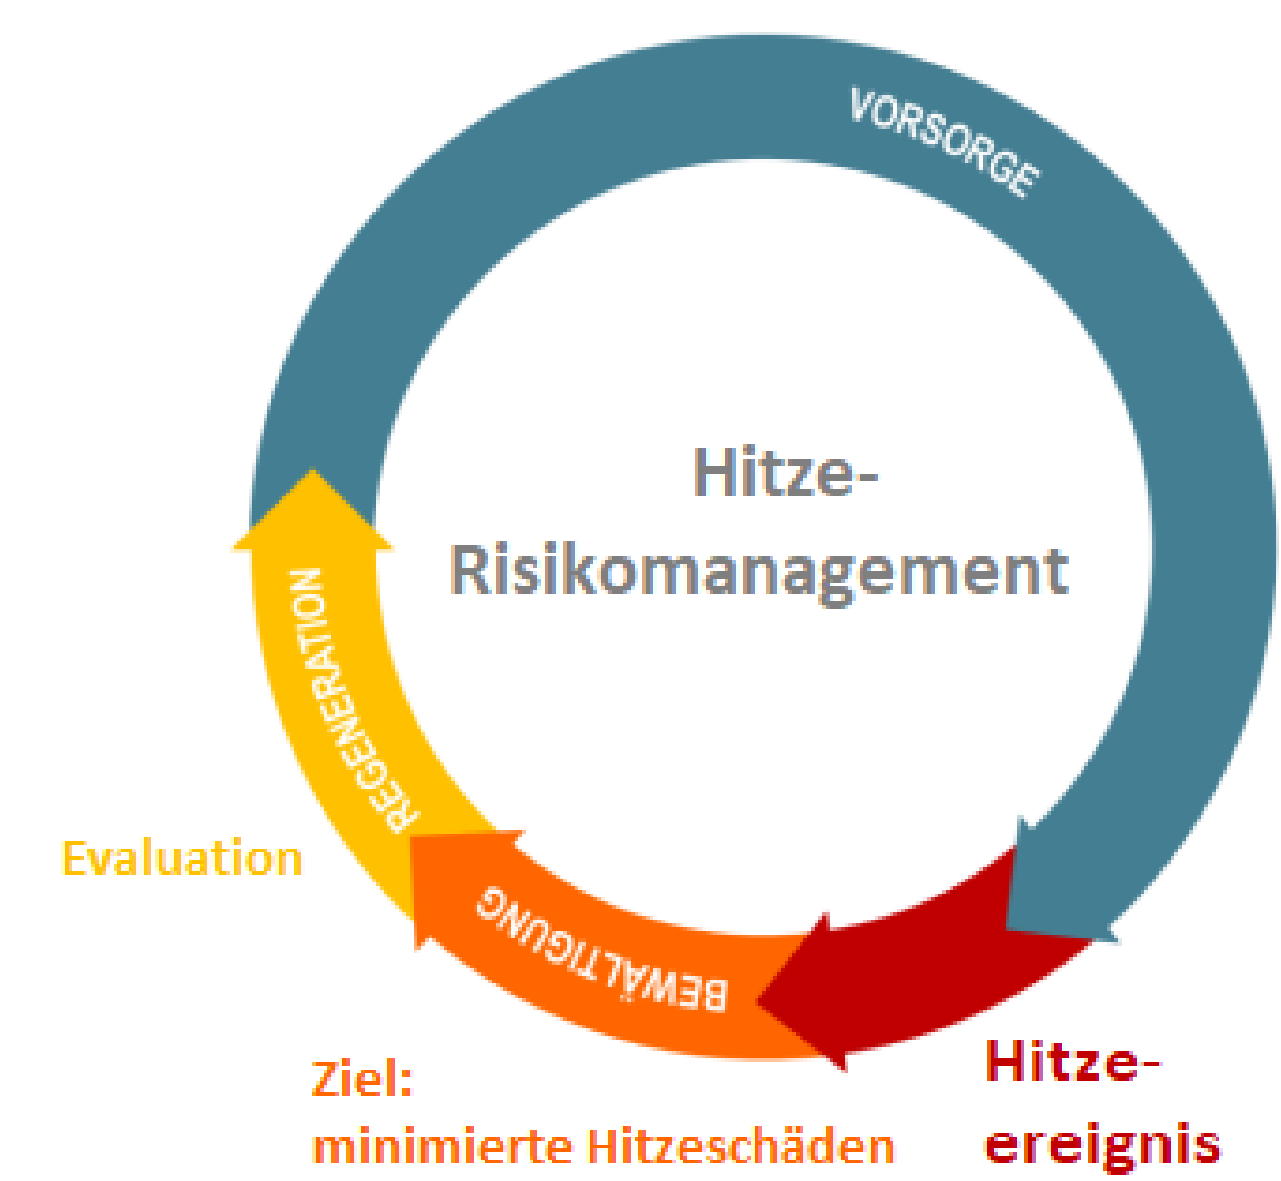 VORSORGE
Hitze-
Risikomanagement
REGENERATION
Evaluation
BEWÄLTIGUNG
Ziel:
minimierte Hitzeschäden
Hitze-
ereignis